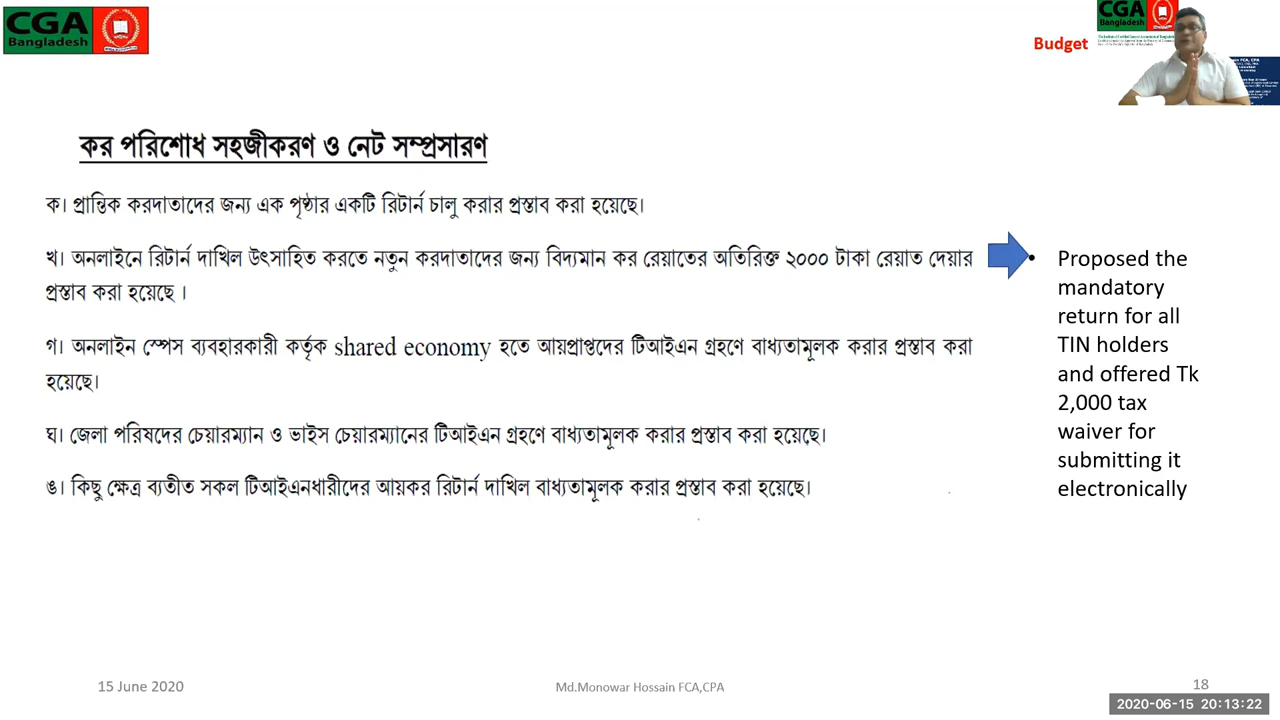 CGA
Bangladesh
Budget
CGA
Bangladesh
কর পরিশোধ সহজীকরণ ও নেট সম্প্রসারণ
ক। প্রান্তিক করদাতাদের জন্য এক পৃষ্ঠার একটি রিটার্ন চালু করার প্রস্তাব করা হয়েছে।
খ। অনলাইনে রিটার্ন দাখিল উৎসাহিত করতে নতুন করদাতাদের জন্য বিদ্যমান কর রেয়াতের অতিরিক্ত ২০০০ টাকা রেয়াত দেয়ার
প্রস্তাব করা হয়েছে ।
গ। অনলাইন স্পেস ব্যবহারকারী কর্তৃক shared economy হতে আয়প্রাপ্তদের টিআইএন গ্রহণে বাধ্যতামূলক করার প্রস্তাব করা
হয়েছে।
ঘ। জেলা পরিষদের চেয়ারম্যান ও ভাইস চেয়ারম্যানের টিআইএন গ্রহণে বাধ্যতামূলক করার প্রস্তাব করা হয়েছে।
ঙ। কিছু ক্ষেত্র ব্যতীত সকল টিআইএনধারীদের আয়কর রিটার্ন দাখিল বাধ্যতামূলক করার প্রস্তাব করা হয়েছে।
• Proposed the
mandatory
return for all
TIN holders
and offered Tk
2,000 tax
waiver for
submitting it
electronically
15 June 2020
Md.Monowar Hossain FCA,CPA
18
2020-06-15 20:13:22